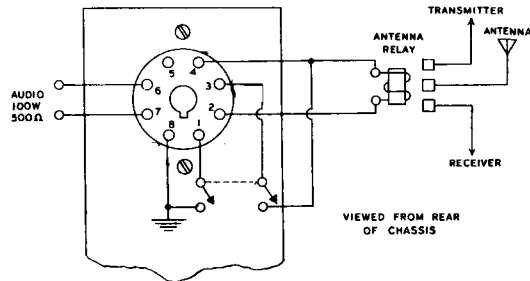 TRANSMITTER
ANTENNA
ANTENNA
RELAY
5
4
6
3
7
2
8
1
AUDIO
100W
500Ω
RECEIVER
VIEWED FROM REAR
OF CHASSIS